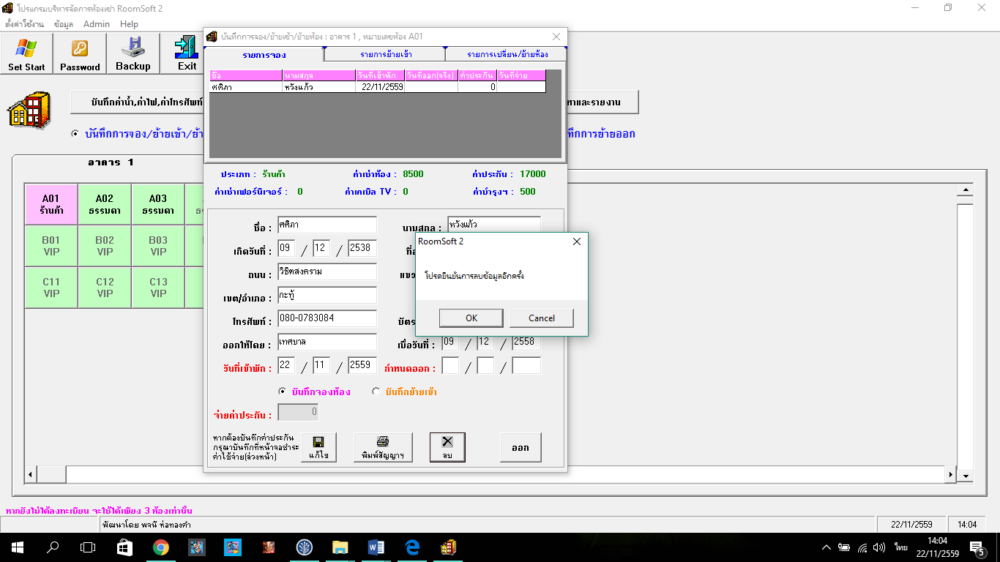 โปรแกรมบริหารจัดการห้องเช่า RoomSoft 2
ตั้งค่าใช้งาน ข้อมูล Admin Help
Set Start Password Backup Exit
บันทึกการจอง/ย้ายเข้า/ย้ายห้อง : อาคาร 1 , หมายเลขห้อง A01
รายการจอง รายการย้ายเข้า รายการเปลี่ยน/ย้ายห้อง
ชื่อ นามสกุล วันที่เข้าพัก วันที่ออก(จริง) ค่าประกัน วันที่จ่าย
ศศิภา หวังแก้ว 22/11/2559 0
บันทึกค่าน้ำ,ค่าไฟ,ค่าโทรศัพท์ หาและรายงาน
บันทึกการจอง/ย้ายเข้า/ย้า ทึกการย้ายออก
อาคาร 1
ประเภท : ร้านค้า ค่าเช่าห้อง : 8500 ค่าประกัน : 17000
ค่าเช่าเฟอร์นิเจอร์ : 0 ค่าเคเบิล TV : 0 ค่าบำรุงฯ : 500
A01 A02 A03
ร้านค้า ธรรมดา ธรรมดา
B01 B02 B03
VIP VIP VIP
C11 C12 C13
VIP VIP VIP
ชื่อ : ศศิภา นามสกุล : หวังแก้ว
เกิดวันที่ : 09 / 12 / 2538
ถนน : วิชิตสงคราม
เขต/อำเภอ : กะทู้
โทรศัพท์ : 080-0783084 บัตร
ออกให้โดย : เทศบาล เมื่อวันที่ : 09 / 12 / 2558
วันที่เข้าพัก : 22 / 11 / 2559 กำหนดออก : / /
บันทึกจองห้อง บันทึกย้ายเข้า
จ่ายค่าประกัน : 0
หากต้องบันทึกค่าประกัน
กรุณาบันทึกที่หน้าจอชำระ
ค่าใช้จ่าย(ล่วงหน้า)
แก้ไข พิมพ์สัญญาฯ ลบ ออก
RoomSoft 2
โปรดยืนยันการลบข้อมูลอีกครั้ง
OK Cancel
หากยังไม่ได้ลงทะเบียน จะใช้ได้เพียง 3 ห้องเท่านั้น
พัฒนาโดย พจนี ห่อทองคำ 22/11/2559 14:04
ไทย 14:04
22/11/2559 5